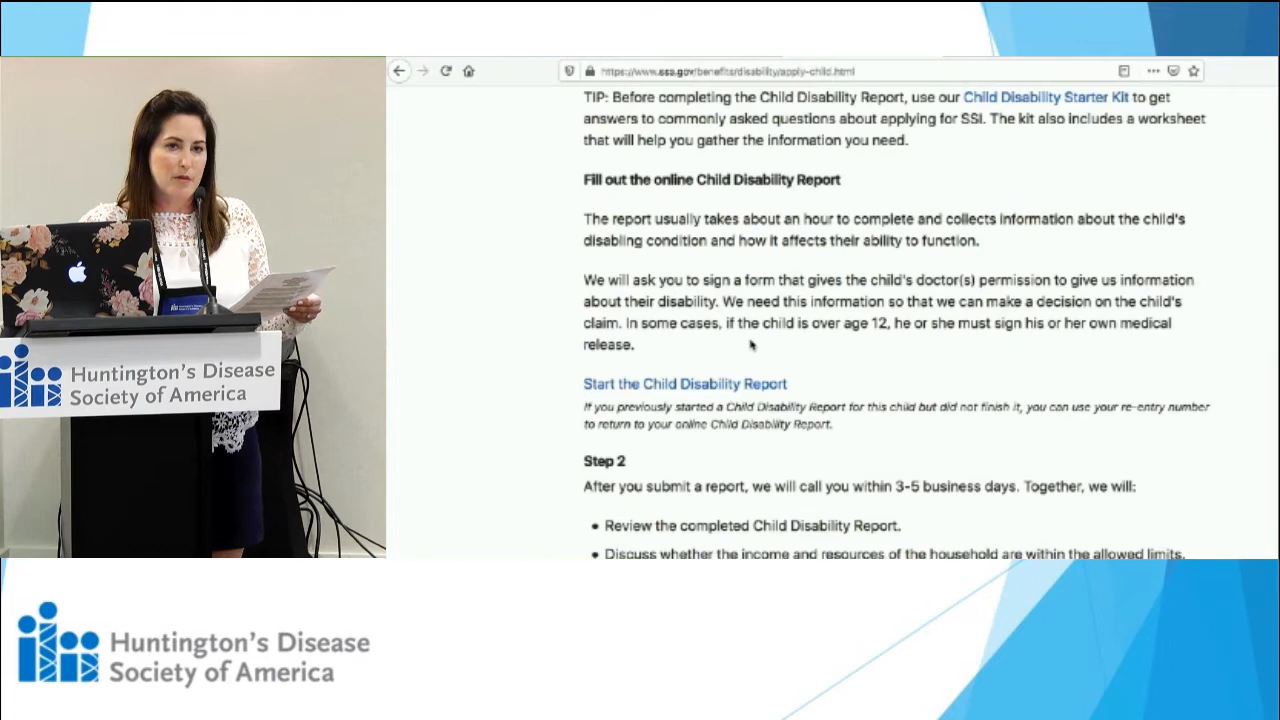 https://www.ssa.gov/benefits/disability/apply-child.html
TIP: Before completing the Child Disability Report, use our Child Disability Starter Kit to get
answers to commonly asked questions about applying for SSI. The kit also includes a worksheet
that will help you gather the information you need.
Fill out the online Child Disability Report
The report usually takes about an hour to complete and collects information about the child's
disabling condition and how it affects their ability to function.
We will ask you to sign a form that gives the child's doctor(s) permission to give us information
about their disability. We need this information so that we can make a decision on the child's
claim. In some cases, if the child is over age 12, he or she must sign his or her own medical
release.
Start the Child Disability Report
If you previously started a Child Disability Report for this child but did not finish it, you can use your re-entry number
to return to your online Child Disability Report.
Step 2
After you submit a report, we will call you within 3-5 business days. Together, we will:
• Review the completed Child Disability Report.
• Discuss whether the income and resources of the household are within the allowed limits.
Huntington's Disease
Society of America
Huntington's Disease
Society of America